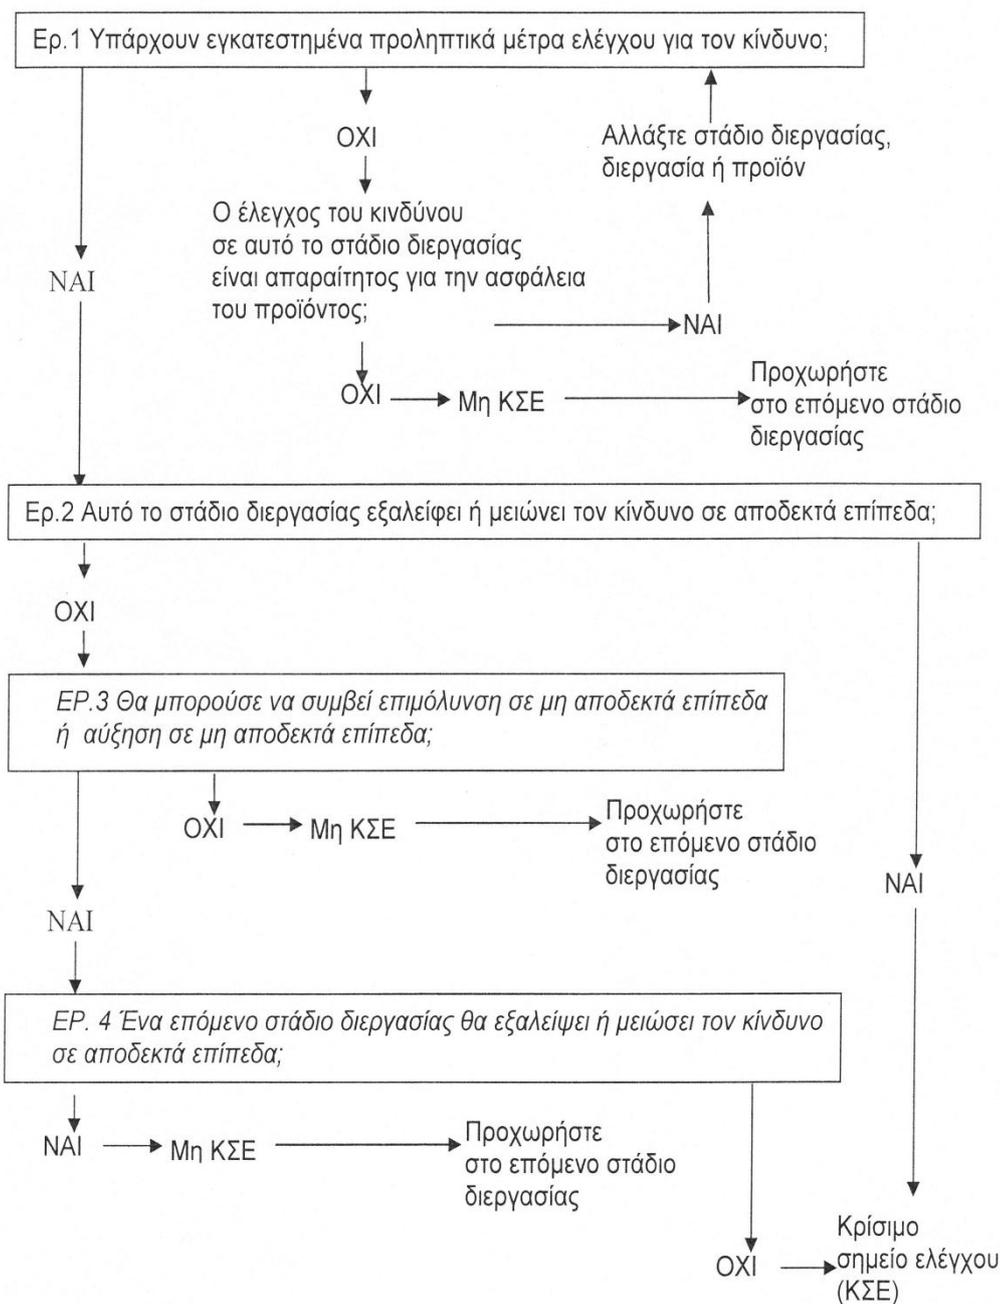 Ερ.1 Υπάρχουν εγκατεστημένα προληπτικά μέτρα ελέγχου για τον κίνδυνο;
ΟΧΙ
Αλλάξτε στάδιο διεργασίας,
διεργασία ή προϊόν
Ο έλεγχος του κινδύνου
σε αυτό το στάδιο διεργασίας
είναι απαραίτητος για την ασφάλεια
του προϊόντος;
ΝΑΙ
ΝΑΙ
ΟΧΙ
Μη ΚΣΕ
Προχωρήστε
στο επόμενο στάδιο
διεργασίας
Ερ.2 Αυτό το στάδιο διεργασίας εξαλείφει ή μειώνει τον κίνδυνο σε αποδεκτά επίπεδα;
ΟΧΙ
ΕΡ.3 Θα μπορούσε να συμβεί επιμόλυνση σε μη αποδεκτά επίπεδα
ή αύξηση σε μη αποδεκτά επίπεδα;
ΟΧΙ
Μη ΚΣΕ
Προχωρήστε
στο επόμενο στάδιο
διεργασίας
ΝΑΙ
ΝΑΙ
ΕΡ. 4 Ένα επόμενο στάδιο διεργασίας θα εξαλείψει ή μειώσει τον κίνδυνο
σε αποδεκτά επίπεδα;
ΝΑΙ
Μη ΚΣΕ
Προχωρήστε
στο επόμενο στάδιο
διεργασίας
ΟΧΙ
Κρίσιμο
σημείο ελέγχου
(ΚΣΕ)